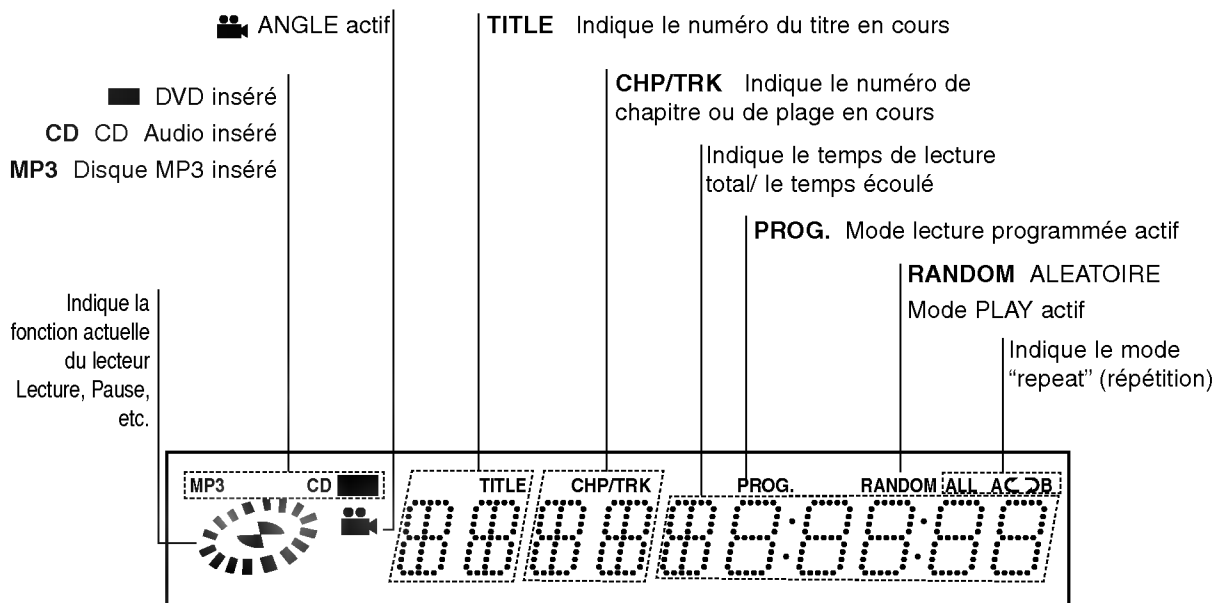 ANGLE actif
TITLE Indique le numéro du titre en cours
DVD inséré
CD CD Audio inséré
MP3 Disque MP3 inséré
CHP/TRK Indique le numéro de
chapitre ou de plage en cours
Indique le temps de lecture
total/ le temps écoulé
PROG. Mode lecture programmée actif
RANDOM ALEATOIRE
Mode PLAY actif
Indique le mode
“repeat” (répétition)
Indique la
fonction actuelle
du lecteur
Lecture, Pause,
etc.
MP3 CD TITLE CHP/TRK PROG. RANDOM ALL A B